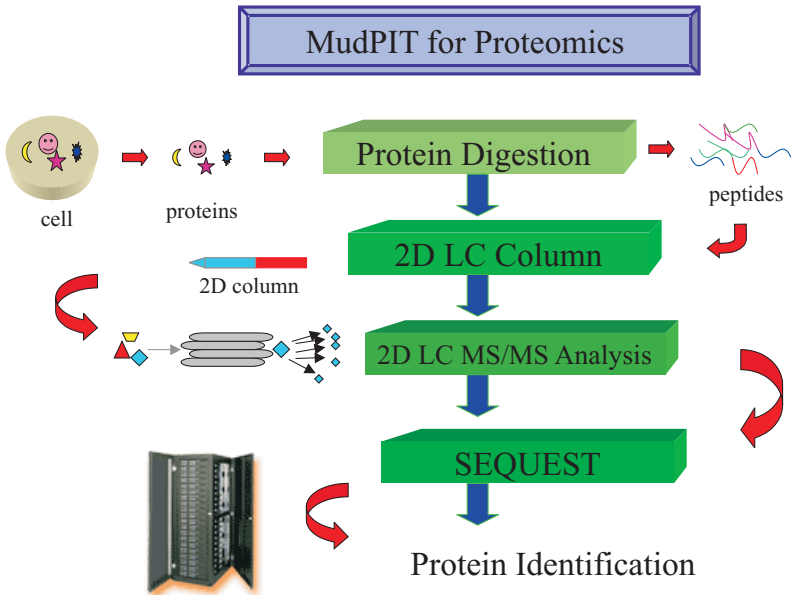 MudPIT for Proteomics
Protein Digestion
cell
proteins
peptides
2D LC Column
2D column
2D LC MS/MS Analysis
SEQUEST
Protein Identification